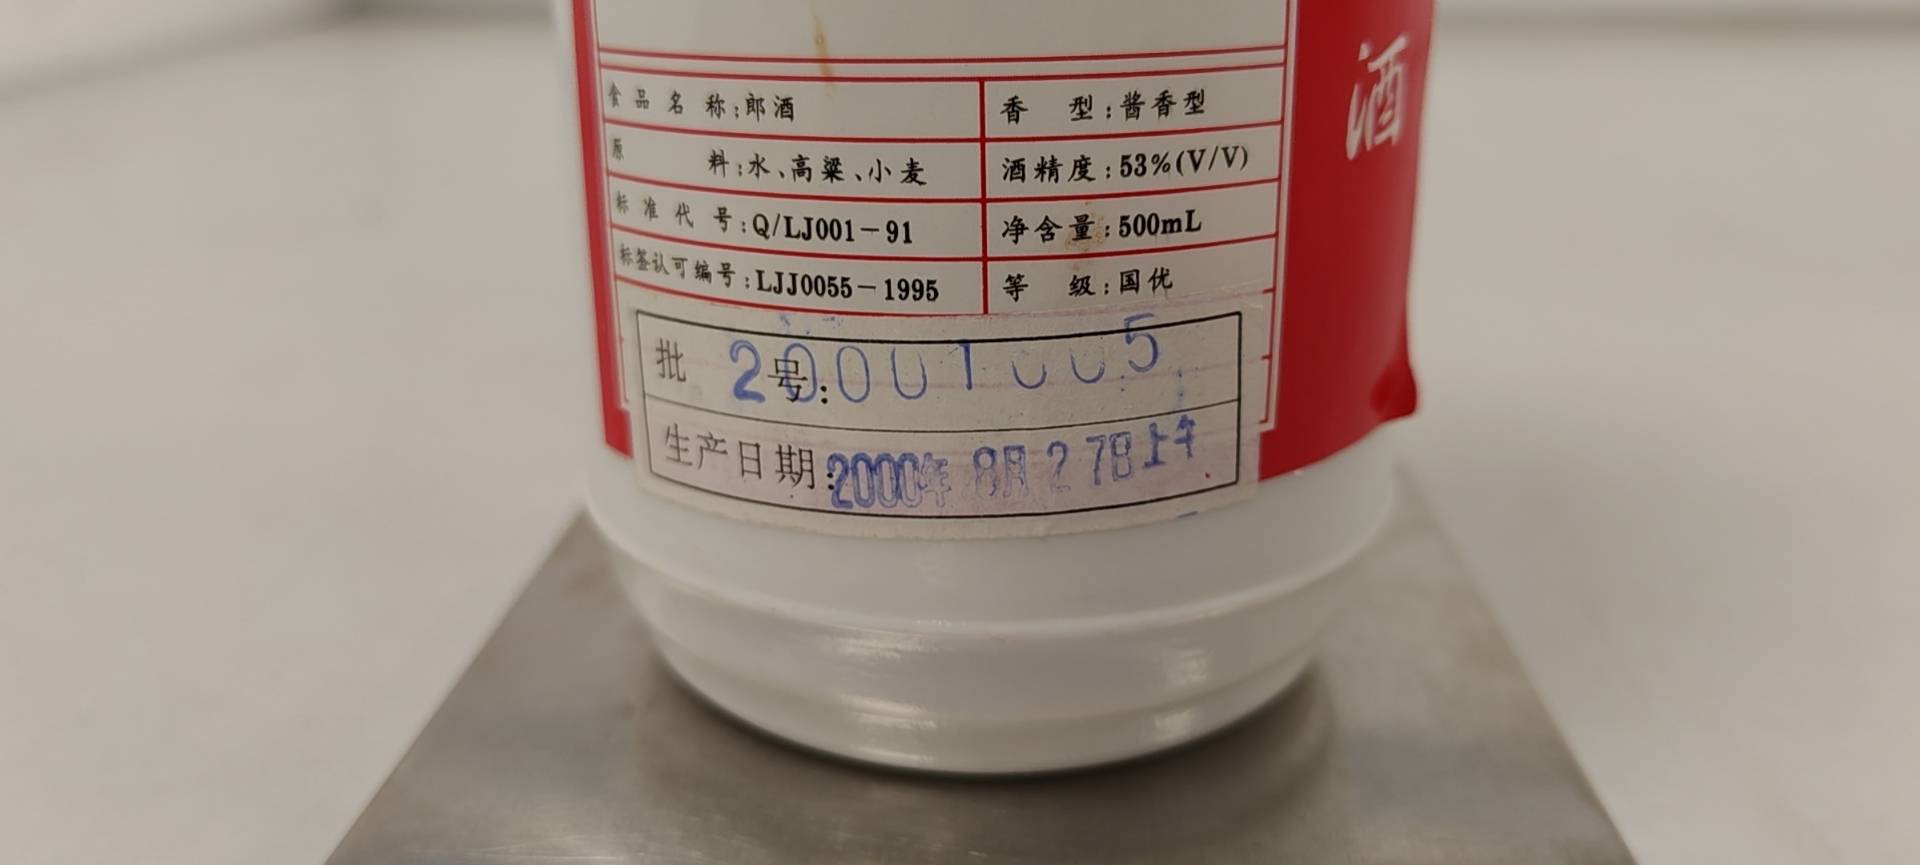 食品名称:郎酒
香型:酱香型
原料:水、高粱、小麦
酒精度:53%(V/V)
标准代号:Q/LJ001-91
净含量:500mL
标签认可编号:LJJ0055-1995
等级:国优
批号:20001005
生产日期:2000年8月27日上午
酒